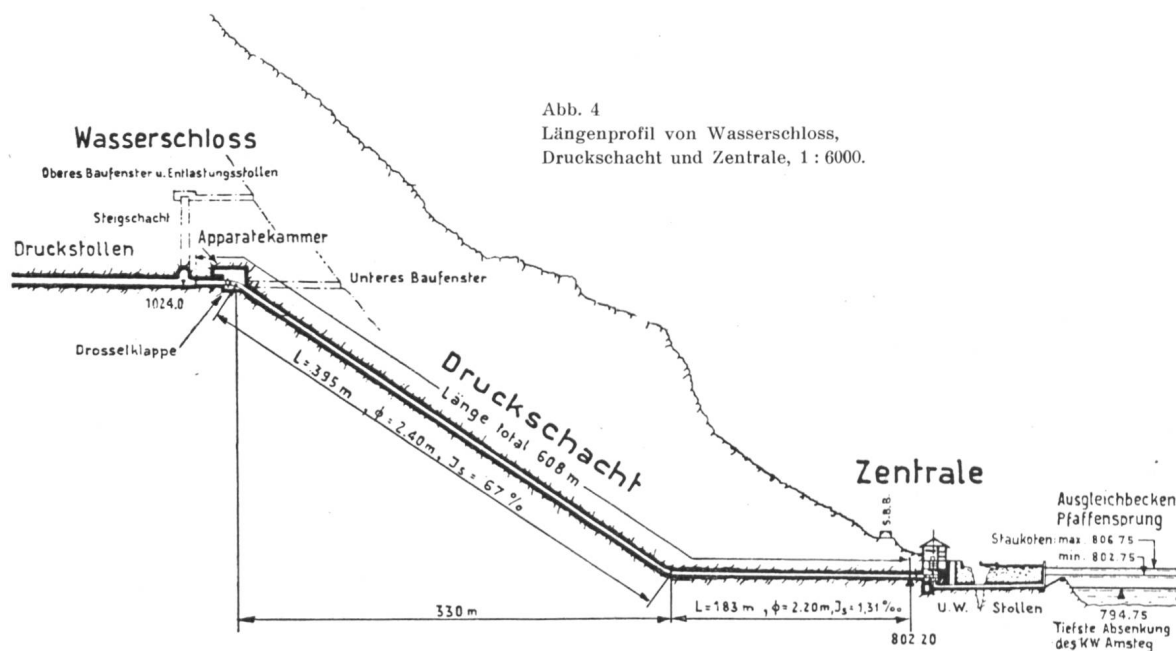 Abb. 4
Längenprofil von Wasserschloss,
Druckschacht und Zentrale, 1 : 6000.
Wasserschloss
Oberes Baufenster u. Entlastungsstollen
Steigschacht
Apparatekammer
Druckstollen
Unteres Baufenster
1024.0
Drosselklappe
Druckschacht
Länge total 608 m
L=395 m , ϕ=2.40 m , Js = 67 %
Zentrale
S.B.B.
Ausgleichbecken
Pfaffensprung
Staukoten: max. 806.75
min. 802.75
330 m
L=183 m , ϕ=2.20m, Js=1,31‰
802 20
U.W. Stollen
794.75
Tiefste Absenkung
des KW Amsteg